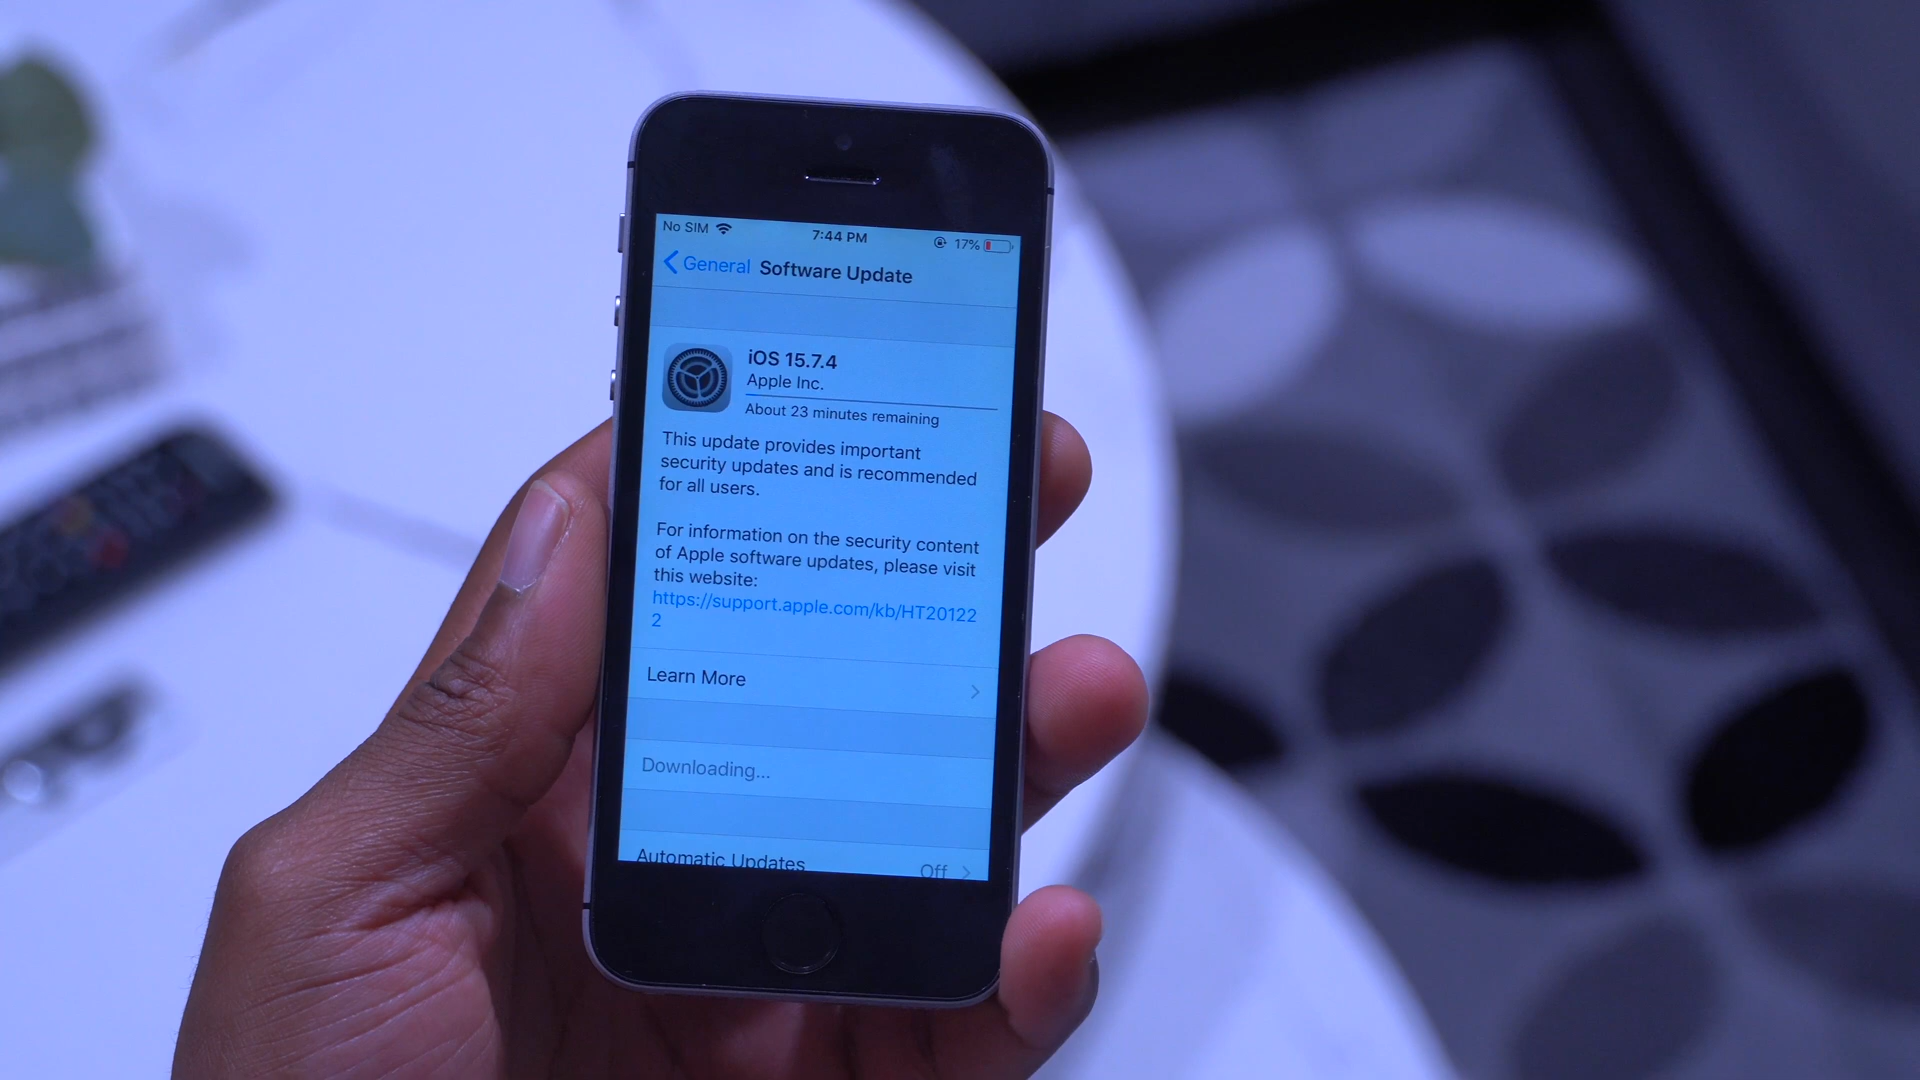 No SIM 7:44 PM 17%
General Software Update
iOS 15.7.4
Apple Inc.
About 23 minutes remaining
This update provides important
security updates and is recommended
for all users.
For information on the security content
of Apple software updates, please visit
this website:
https://support.apple.com/kb/HT20122
2
Learn More
Downloading...
Automatic Updates Off